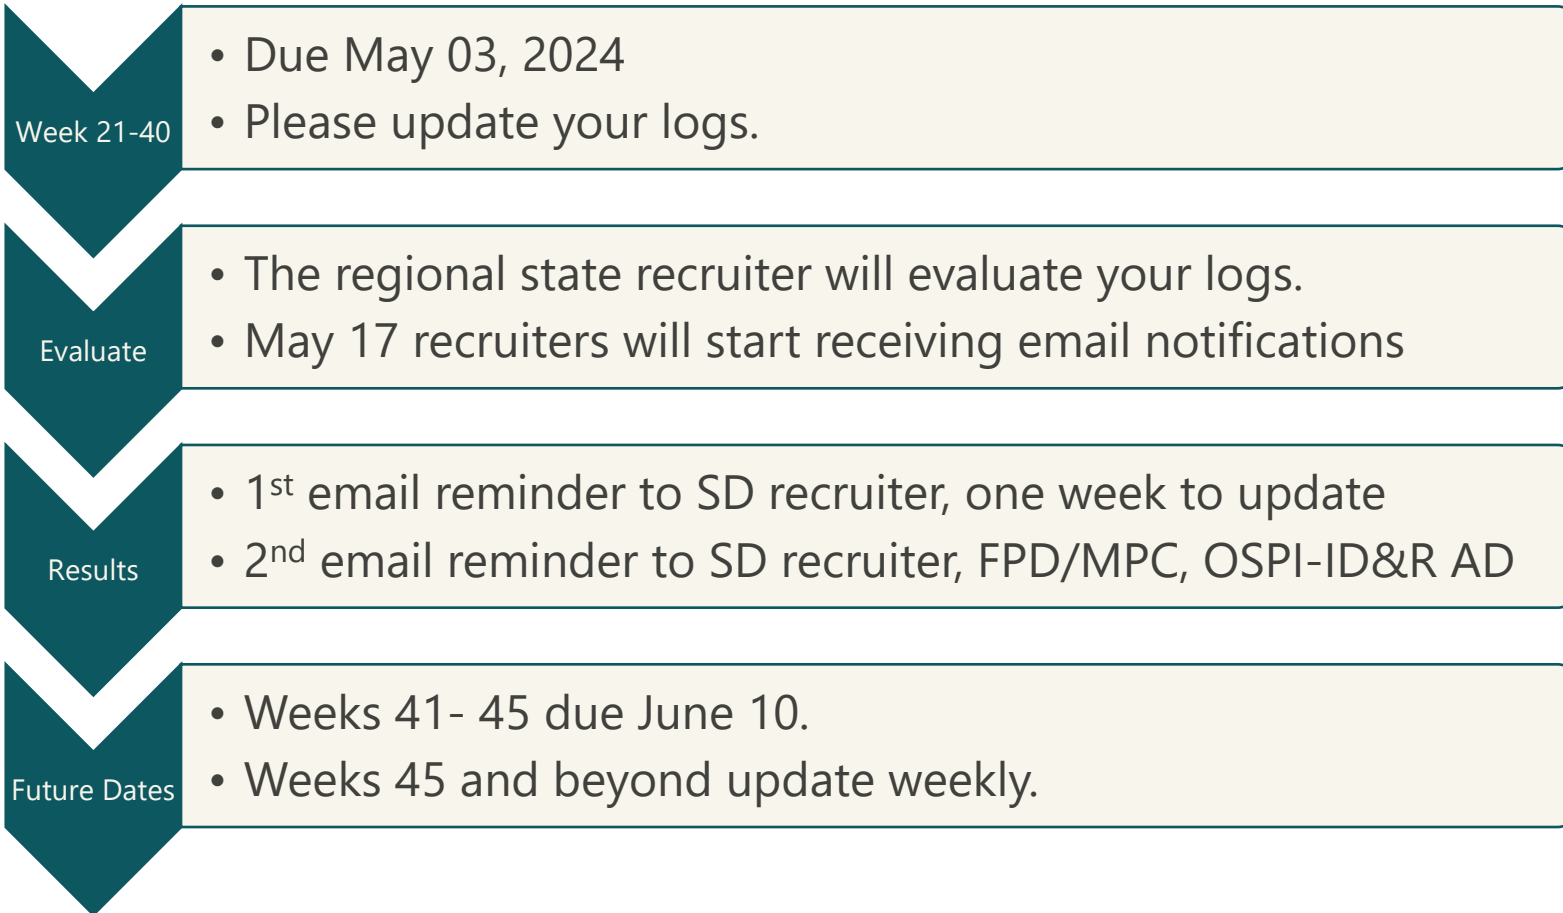 Week 21-40
• Due May 03, 2024
• Please update your logs.
Evaluate
• The regional state recruiter will evaluate your logs.
• May 17 recruiters will start receiving email notifications
Results
• 1st email reminder to SD recruiter, one week to update
• 2nd email reminder to SD recruiter, FPD/MPC, OSPI-ID&R AD
Future Dates
• Weeks 41- 45 due June 10.
• Weeks 45 and beyond update weekly.